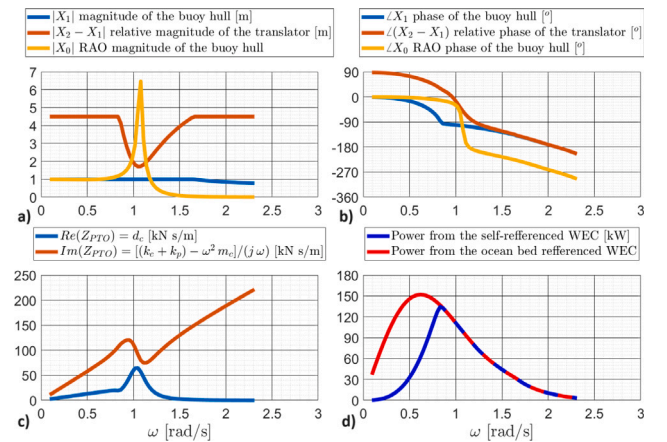 |X₁| magnitude of the buoy hull [m]
|X₂ − X₁| relative magnitude of the translator [m]
|X₀| RAO magnitude of the buoy hull
7
6
5
4
3
2
1
0
0 0.5 1 1.5 2 2.5 3
a)
∠X₁ phase of the buoy hull [º]
∠(X₂ − X₁) relative phase of the translator [º]
∠X₀ RAO phase of the buoy hull [º]
90
0
-90
-180
-270
-360
0 0.5 1 1.5 2 2.5 3
b)
Re(Z_PTO) = d_c [kN s/m]
Im(Z_PTO) = [(k_c + k_p) − ω² m_c]/(j ω) [kN s/m]
250
200
150
100
50
0
0 0.5 1 1.5 2 2.5 3
c)
ω [rad/s]
Power from the self-refferenced WEC [kW]
Power from the ocean bed refferenced WEC
180
150
120
90
60
30
0
0 0.5 1 1.5 2 2.5 3
d)
ω [rad/s]